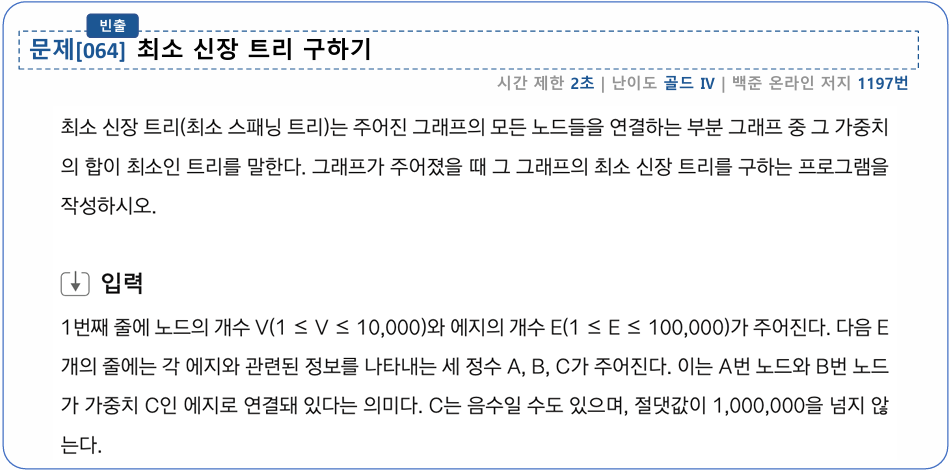 빈출
문제[064] 최소 신장 트리 구하기
시간 제한 2초 | 난이도 골드 Ⅳ | 백준 온라인 저지 1197번
최소 신장 트리(최소 스패닝 트리)는 주어진 그래프의 모든 노드들을 연결하는 부분 그래프 중 그 가중치
의 합이 최소인 트리를 말한다. 그래프가 주어졌을 때 그 그래프의 최소 신장 트리를 구하는 프로그램을
작성하시오.
입력
1번째 줄에 노드의 개수 V(1 ≤ V ≤ 10,000)와 에지의 개수 E(1 ≤ E ≤ 100,000)가 주어진다. 다음 E
개의 줄에는 각 에지와 관련된 정보를 나타내는 세 정수 A, B, C가 주어진다. 이는 A번 노드와 B번 노드
가 가중치 C인 에지로 연결돼 있다는 의미다. C는 음수일 수도 있으며, 절댓값이 1,000,000을 넘지 않
는다.